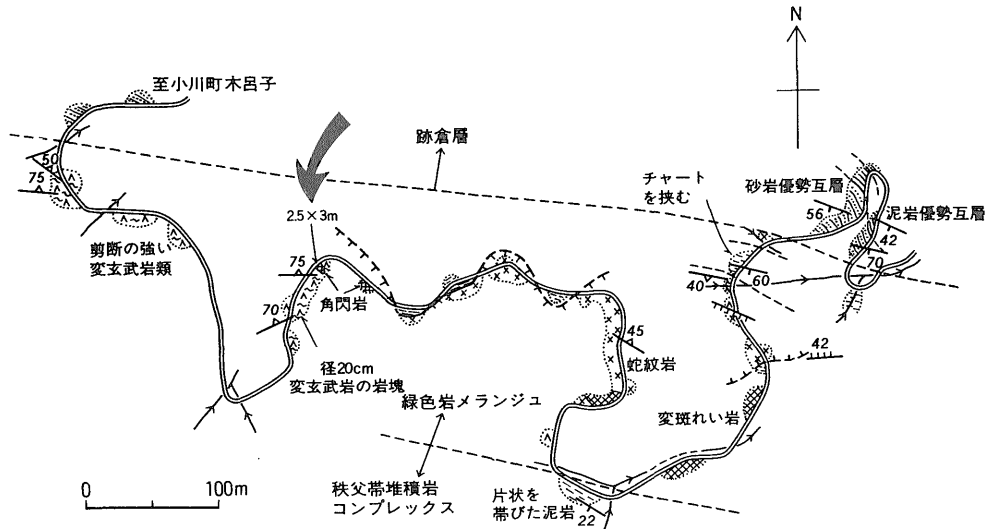 N
至小川町木呂子
跡倉層
チャート
を挟む
砂岩優勢互層
泥岩優勢互層
50
75
56
42
70
2.5×3m
剪断の強い
変玄武岩類
75
角閃岩
40
60
70
45
蛇紋岩
42
径20cm
変玄武岩の岩塊
緑色岩メランジュ
変斑れい岩
秩父帯堆積岩
コンプレックス
片状を
帯びた泥岩
22
0
100m